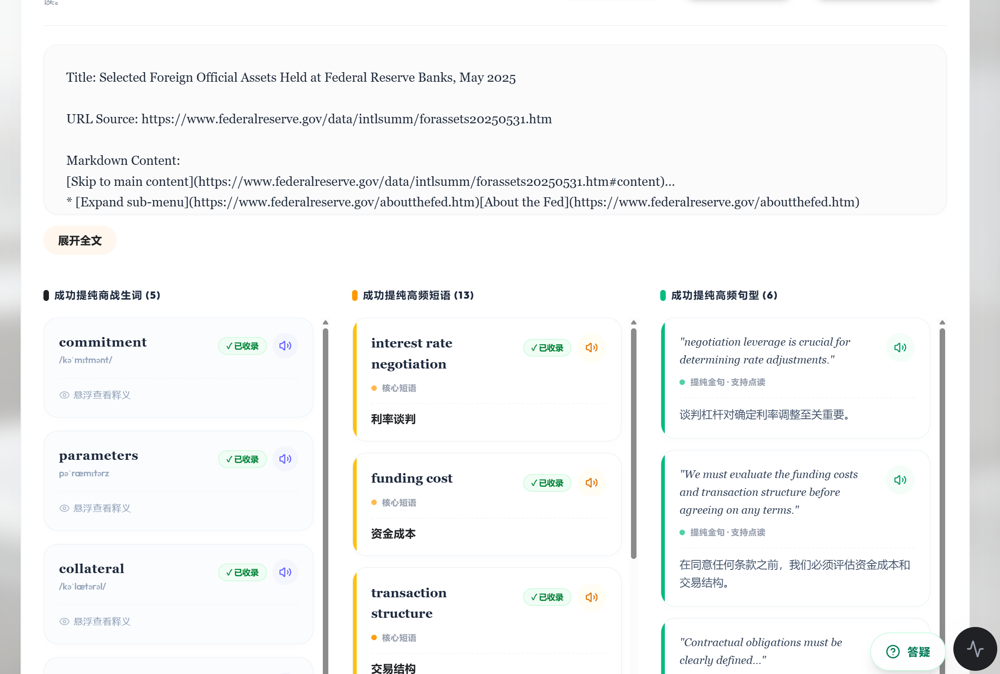 读。
Title: Selected Foreign Official Assets Held at Federal Reserve Banks, May 2025
URL Source: https://www.federalreserve.gov/data/intlsumm/forassets20250531.htm
Markdown Content:
[Skip to main content](https://www.federalreserve.gov/data/intlsumm/forassets20250531.htm#content)...
* [Expand sub-menu](https://www.federalreserve.gov/aboutthefed.htm)[About the Fed](https://www.federalreserve.gov/aboutthefed.htm)
展开全文
成功提纯商战生词 (5)
commitment
✓已收录
/kəˈmɪtmənt/
悬浮查看释义
parameters
✓已收录
pəˈræmɪtərz
悬浮查看释义
collateral
✓已收录
/kəˈlætərəl/
悬浮查看释义
成功提纯高频短语 (13)
interest rate
negotiation
✓已收录
核心短语
利率谈判
funding cost
✓已收录
核心短语
资金成本
transaction
structure
✓已收录
核心短语
交易结构
成功提纯高频句型 (6)
"negotiation leverage is crucial for
determining rate adjustments."
提纯金句·支持点读
谈判杠杆对确定利率调整至关重要。
"We must evaluate the funding costs
and transaction structure before
agreeing on any terms."
提纯金句·支持点读
在同意任何条款之前，我们必须评估资金成本和
交易结构。
"Contractual obligations must be
clearly defined..."
答疑